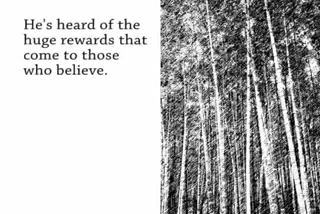 He's heard of the
huge rewards that
come to those
who believe.